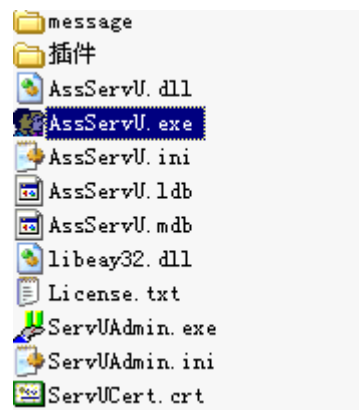 message
插件
AssServU.dll
AssServU.exe
AssServU.ini
AssServU.ldb
AssServU.mdb
libeay32.dll
License.txt
ServUAdmin.exe
ServUAdmin.ini
ServUCert.crt